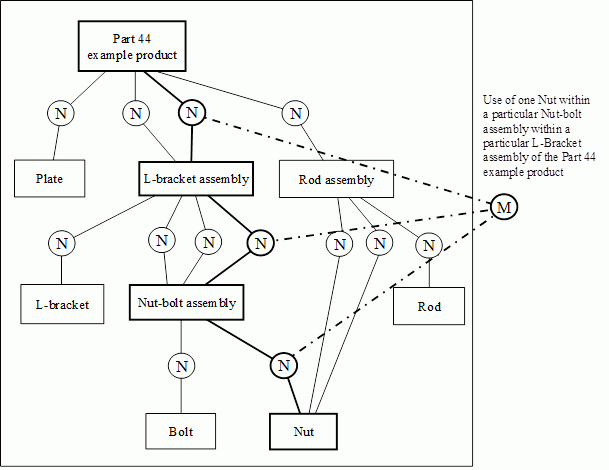 Part 44
example product
N
N
N
N
Use of one Nut within
a particular Nut-bolt
assembly within a
particular L-Bracket
assembly of the Part 44
example product
Plate
L-bracket assembly
Rod assembly
M
N
N
N
N
N
N
N
L-bracket
Nut-bolt assembly
Rod
N
N
Bolt
Nut